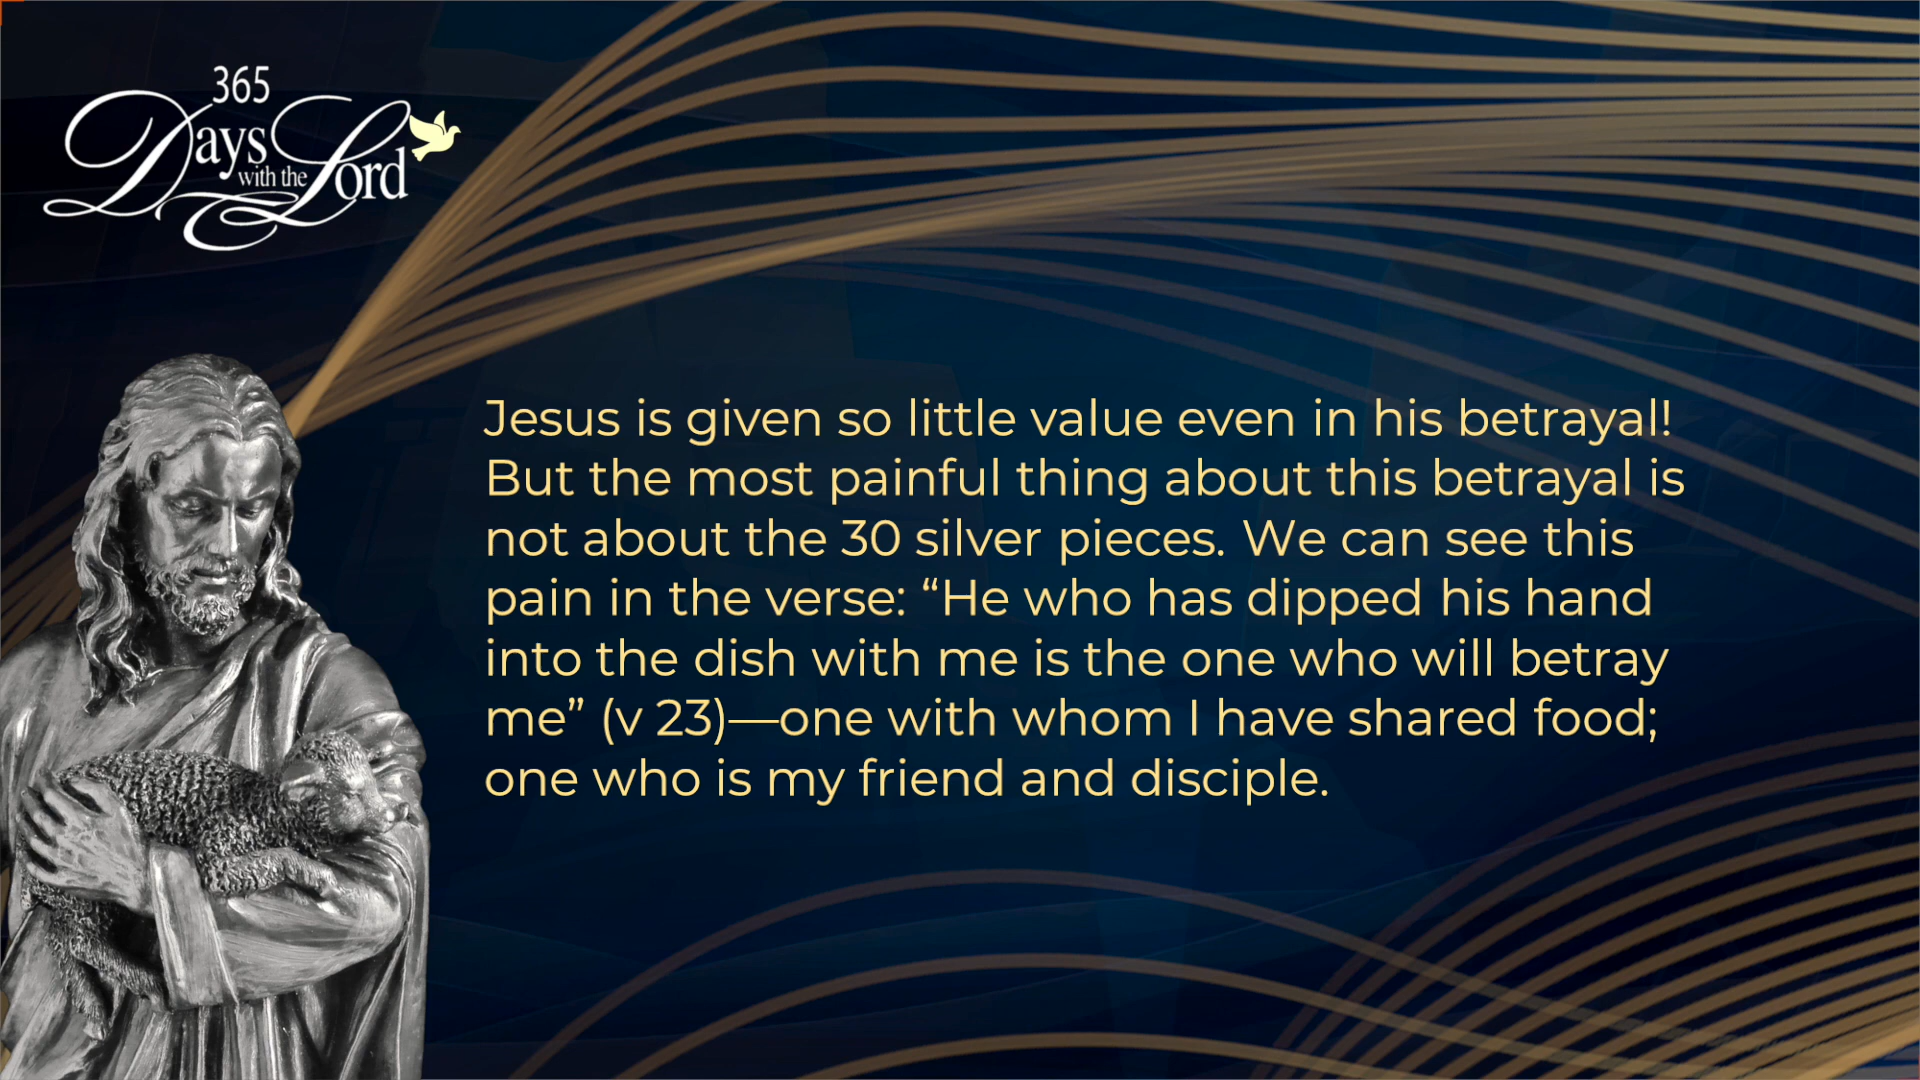 365
Days
with the
Lord
Jesus is given so little value even in his betrayal!
But the most painful thing about this betrayal is
not about the 30 silver pieces. We can see this
pain in the verse: “He who has dipped his hand
into the dish with me is the one who will betray
me” (v 23)—one with whom I have shared food;
one who is my friend and disciple.